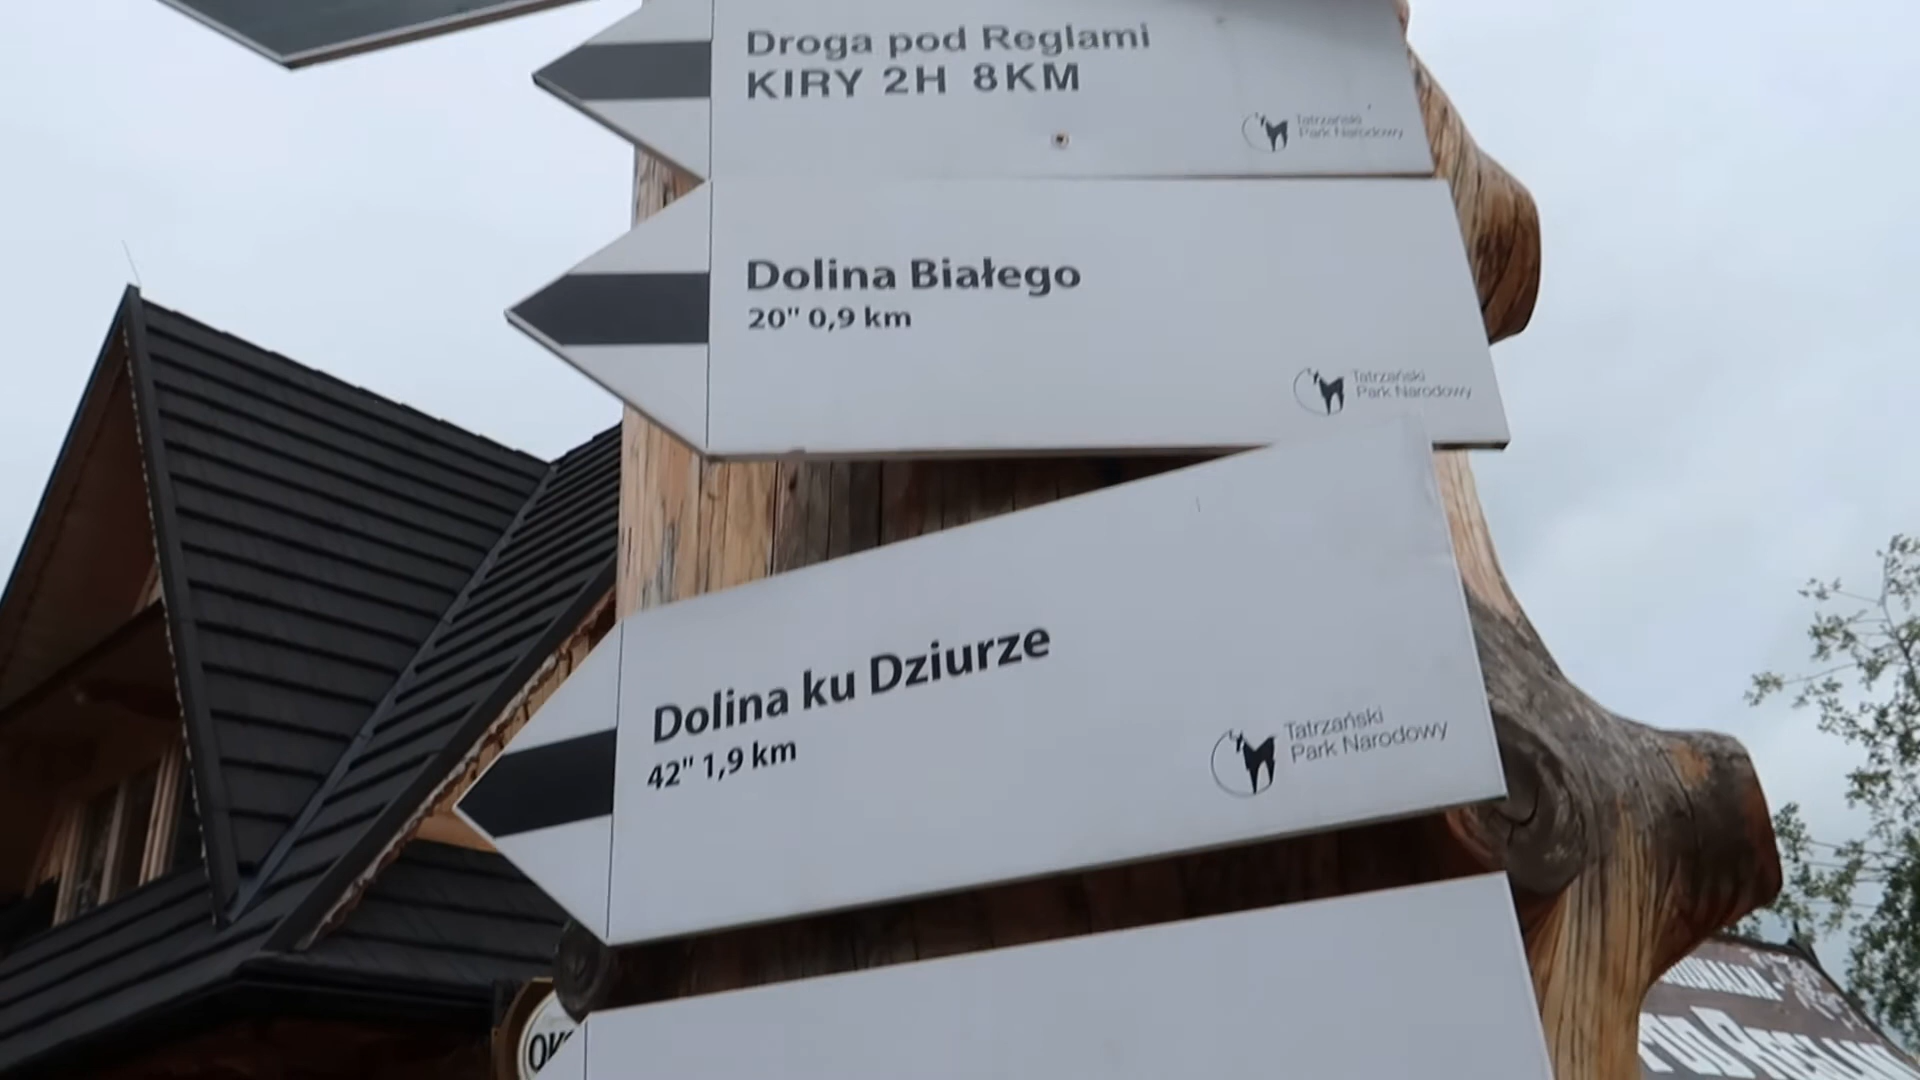 Droga pod Reglami
KIRY 2H 8KM
Tatrzański
Park Narodowy
Dolina Białego
20" 0,9 km
Tatrzański
Park Narodowy
Dolina ku Dziurze
42" 1,9 km
Tatrzański
Park Narodowy